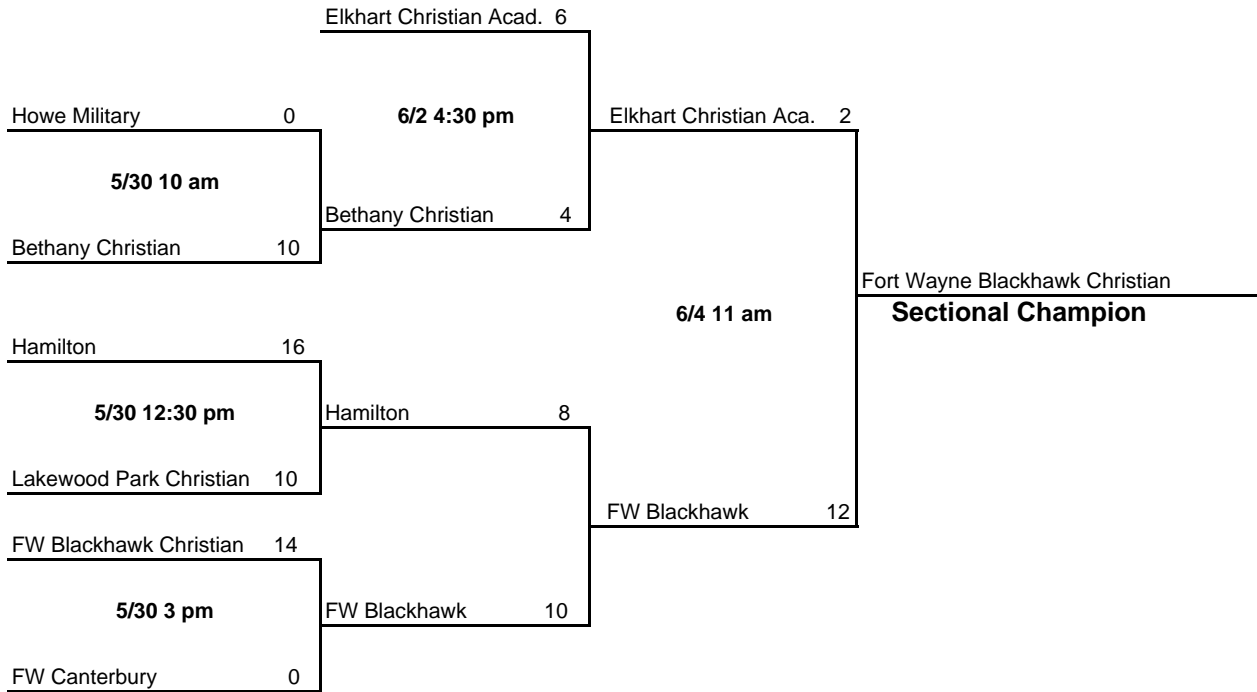 Elkhart Christian Acad. 6
Howe Military 0
6/2 4:30 pm
Elkhart Christian Aca. 2
5/30 10 am
Bethany Christian 4
Bethany Christian 10
Fort Wayne Blackhawk Christian
6/4 11 am
Sectional Champion
Hamilton 16
5/30 12:30 pm
Hamilton 8
Lakewood Park Christian 10
FW Blackhawk 12
FW Blackhawk Christian 14
5/30 3 pm
FW Blackhawk 10
FW Canterbury 0